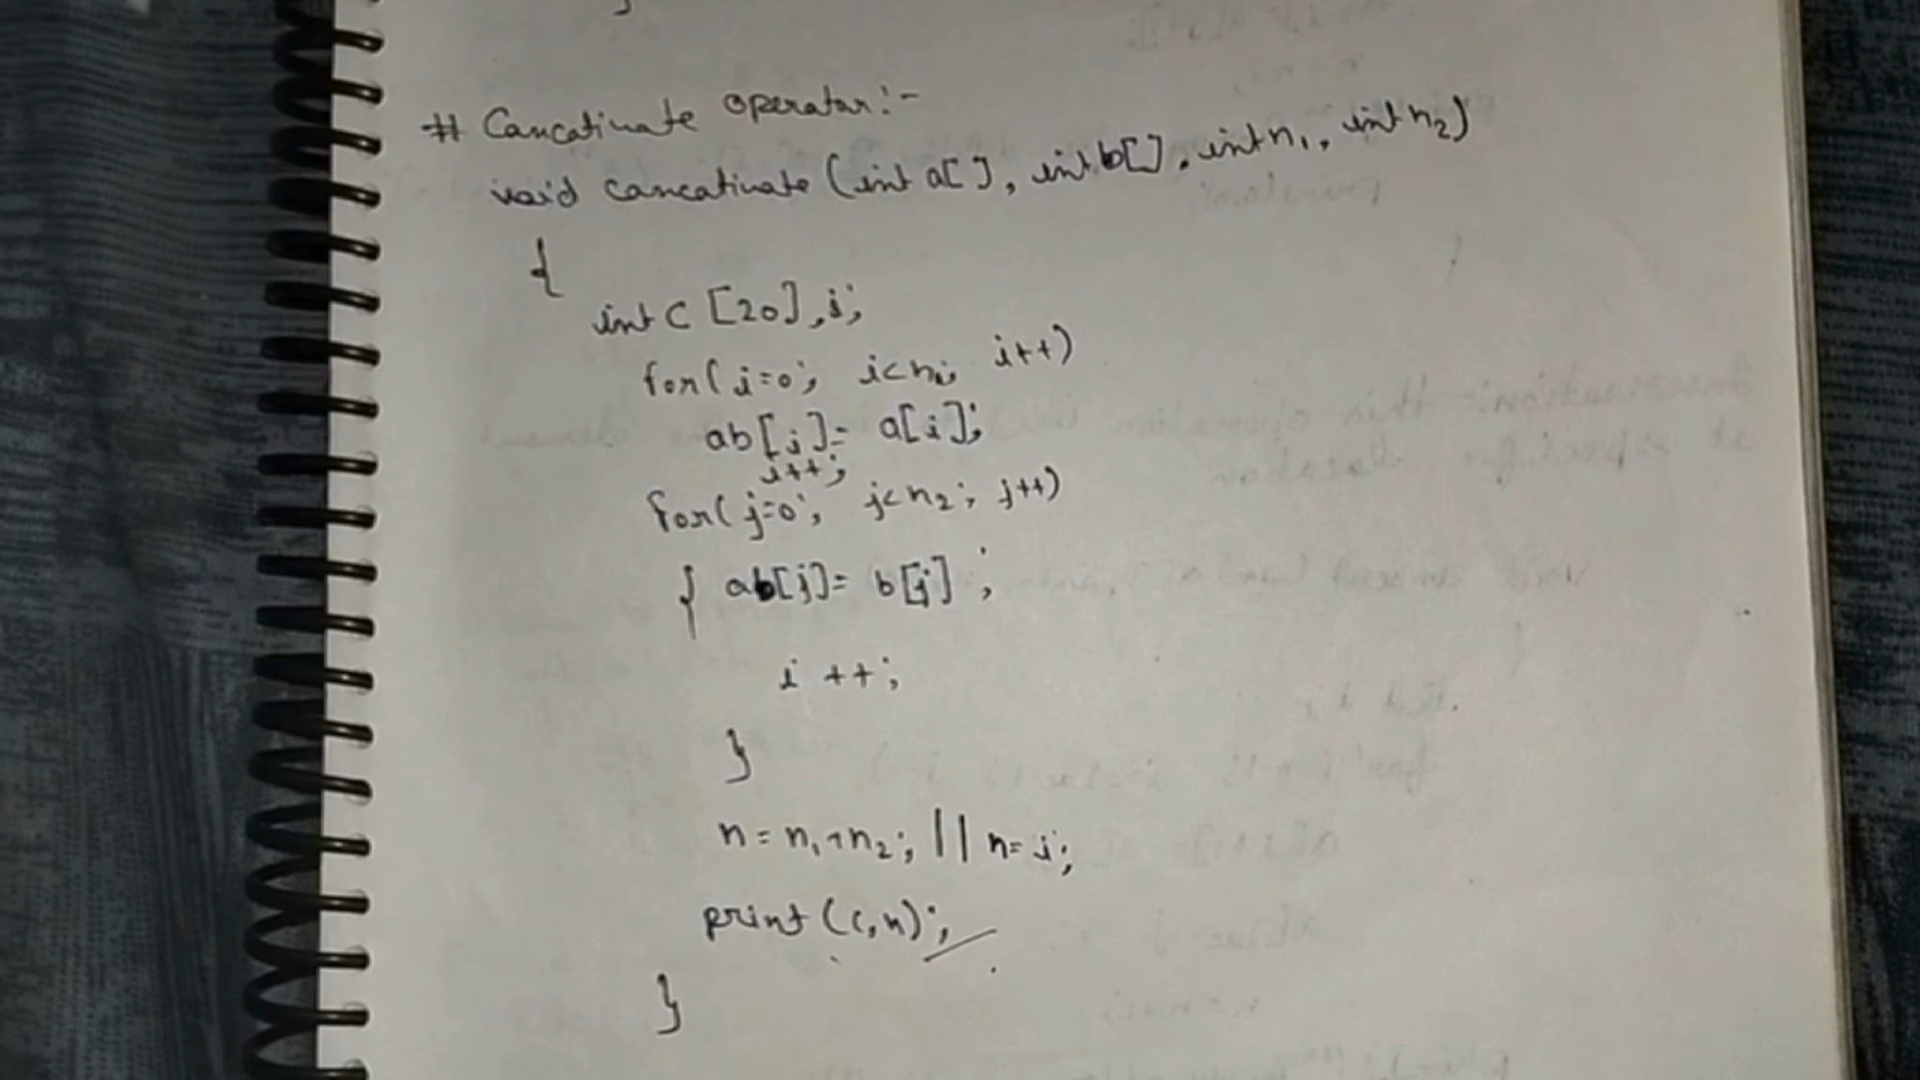 # Cancatinate operatar:-
void cancatinate (int a[], int b[], int n1, int n2)
{
int C [20], i;
for(i=0; i<n1; i++)
ab[i]= a[i];
i++;
for(j=0; j<n2; j++)
{ ab[j]= b[j] ;
i ++;
}
n = n1+n2; || n= i;
print (c,n);
}